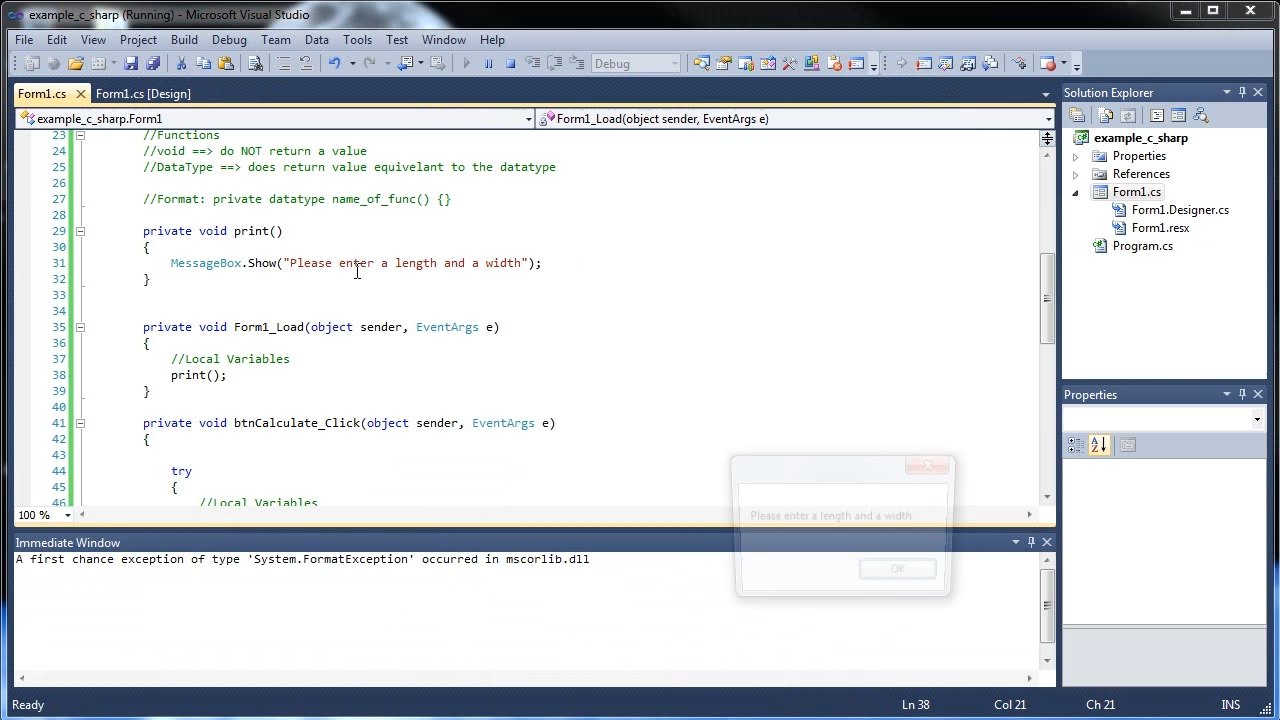 example_c_sharp (Running) - Microsoft Visual Studio
File Edit View Project Build Debug Team Data Tools Test Window Help
Debug
Form1.cs Form1.cs [Design]
example_c_sharp.Form1 Form1_Load(object sender, EventArgs e)
23 //Functions
24 //void ==> do NOT return a value
25 //DataType ==> does return value equivelant to the datatype
26
27 //Format: private datatype name_of_func() {}
28
29 private void print()
30 {
31 MessageBox.Show("Please enter a length and a width");
32 }
33
34
35 private void Form1_Load(object sender, EventArgs e)
36 {
37 //Local Variables
38 print();
39 }
40
41 private void btnCalculate_Click(object sender, EventArgs e)
42 {
43
44 try
45 {
46 //Local Variables
100 %
Please enter a length and a width
OK
Immediate Window
A first chance exception of type 'System.FormatException' occurred in mscorlib.dll
Solution Explorer
example_c_sharp
Properties
References
Form1.cs
Form1.Designer.cs
Form1.resx
Program.cs
Properties
Ready Ln 38 Col 21 Ch 21 INS